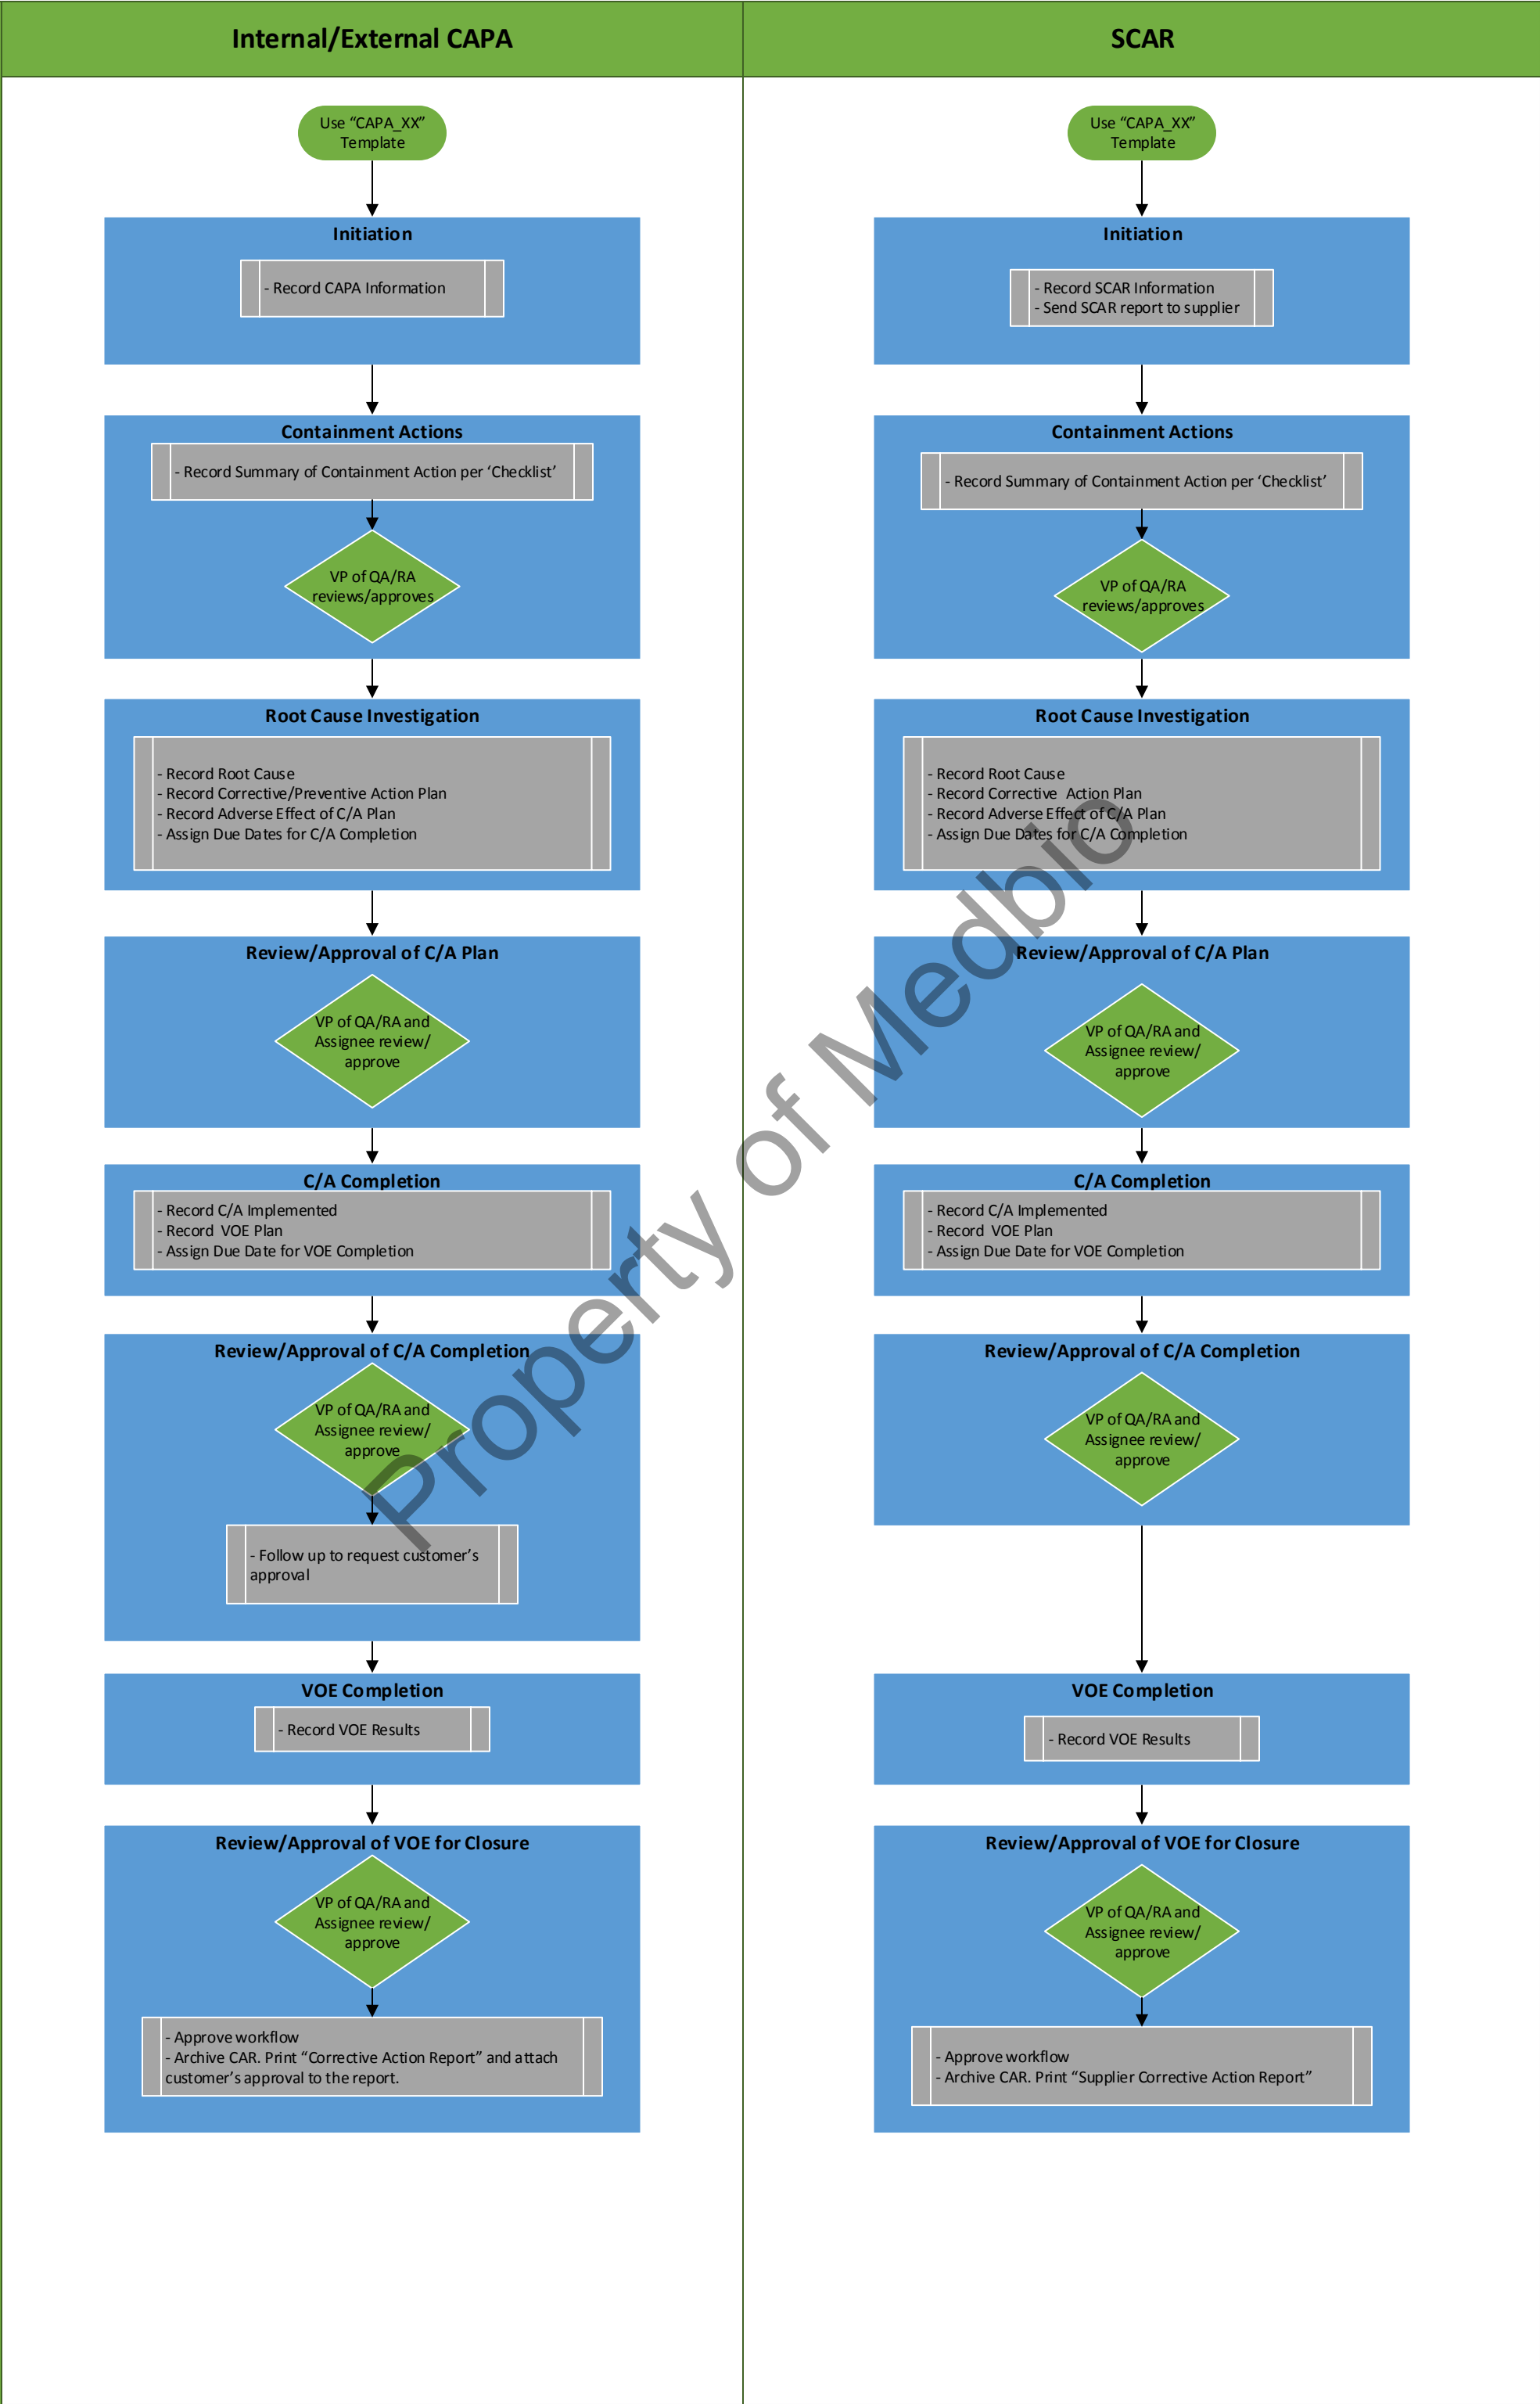 Internal/External CAPA
Use “CAPA_XX”
Template
Initiation
- Record CAPA Information
Containment Actions
- Record Summary of Containment Action per ‘Checklist’
VP of QA/RA
reviews/approves
Root Cause Investigation
- Record Root Cause
- Record Corrective/Preventive Action Plan
- Record Adverse Effect of C/A Plan
- Assign Due Dates for C/A Completion
Review/Approval of C/A Plan
VP of QA/RA and
Assignee review/
approve
C/A Completion
- Record C/A Implemented
- Record VOE Plan
- Assign Due Date for VOE Completion
Review/Approval of C/A Completion
VP of QA/RA and
Assignee review/
approve
- Follow up to request customer’s
approval
VOE Completion
- Record VOE Results
Review/Approval of VOE for Closure
VP of QA/RA and
Assignee review/
approve
- Approve workflow
- Archive CAR. Print “Corrective Action Report” and attach
customer’s approval to the report.
SCAR
Use “CAPA_XX”
Template
Initiation
- Record SCAR Information
- Send SCAR report to supplier
Containment Actions
- Record Summary of Containment Action per ‘Checklist’
VP of QA/RA
reviews/approves
Root Cause Investigation
- Record Root Cause
- Record Corrective Action Plan
- Record Adverse Effect of C/A Plan
- Assign Due Dates for C/A Completion
Review/Approval of C/A Plan
VP of QA/RA and
Assignee review/
approve
C/A Completion
- Record C/A Implemented
- Record VOE Plan
- Assign Due Date for VOE Completion
Review/Approval of C/A Completion
VP of QA/RA and
Assignee review/
approve
VOE Completion
- Record VOE Results
Review/Approval of VOE for Closure
VP of QA/RA and
Assignee review/
approve
- Approve workflow
- Archive CAR. Print “Supplier Corrective Action Report”
Property of Medbio